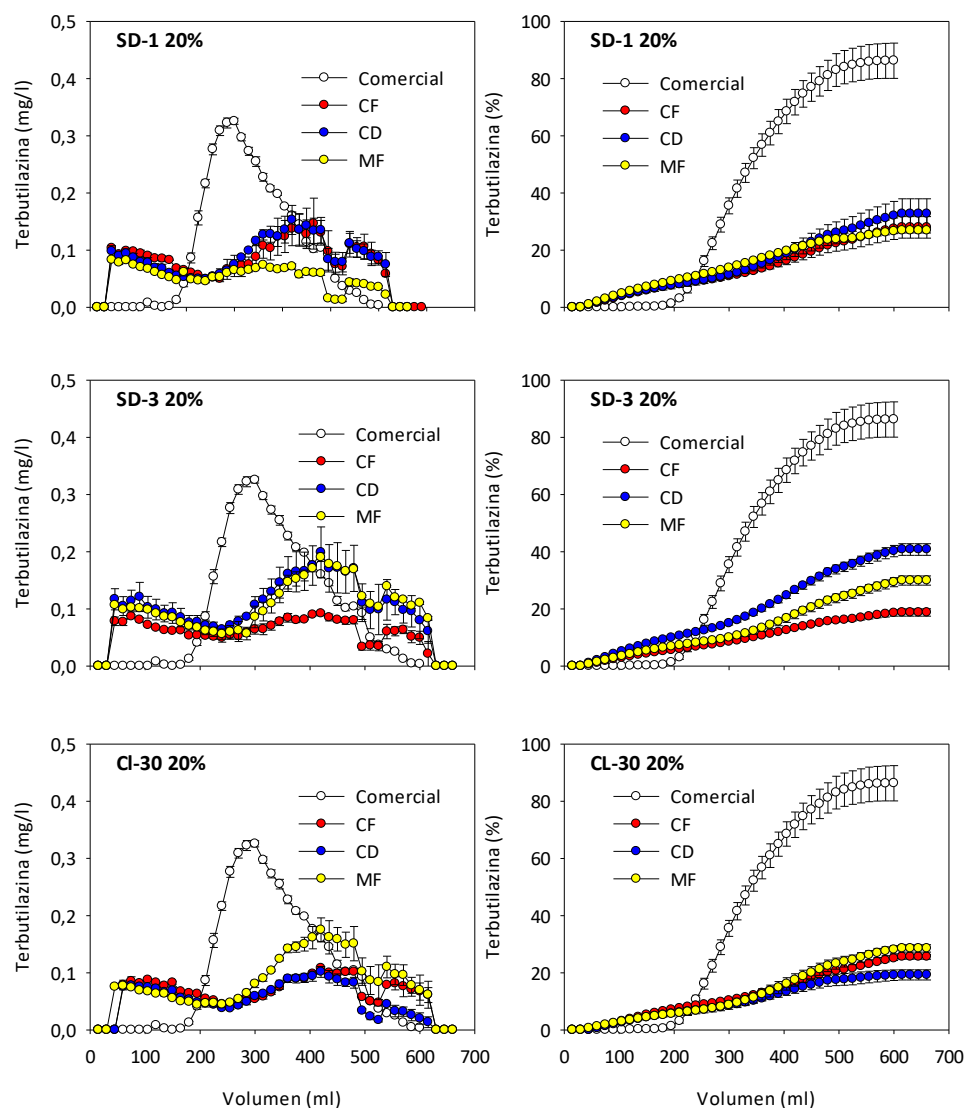 SD-1 20%
Terbutilazina (mg/l)
0,5
0,4
0,3
0,2
0,1
0,0
Comercial
CF
CD
MF
SD-1 20%
Terbutilazina (%)
100
80
60
40
20
0
Comercial
CF
CD
MF
SD-3 20%
Terbutilazina (mg/l)
0,5
0,4
0,3
0,2
0,1
0,0
Comercial
CF
CD
MF
SD-3 20%
Terbutilazina (%)
100
80
60
40
20
0
Comercial
CF
CD
MF
Cl-30 20%
Terbutilazina (mg/l)
0,5
0,4
0,3
0,2
0,1
0,0
Comercial
CF
CD
MF
0 100 200 300 400 500 600 700
Volumen (ml)
CL-30 20%
Terbutilazina (%)
100
80
60
40
20
0
Comercial
CF
CD
MF
0 100 200 300 400 500 600 700
Volumen (ml)